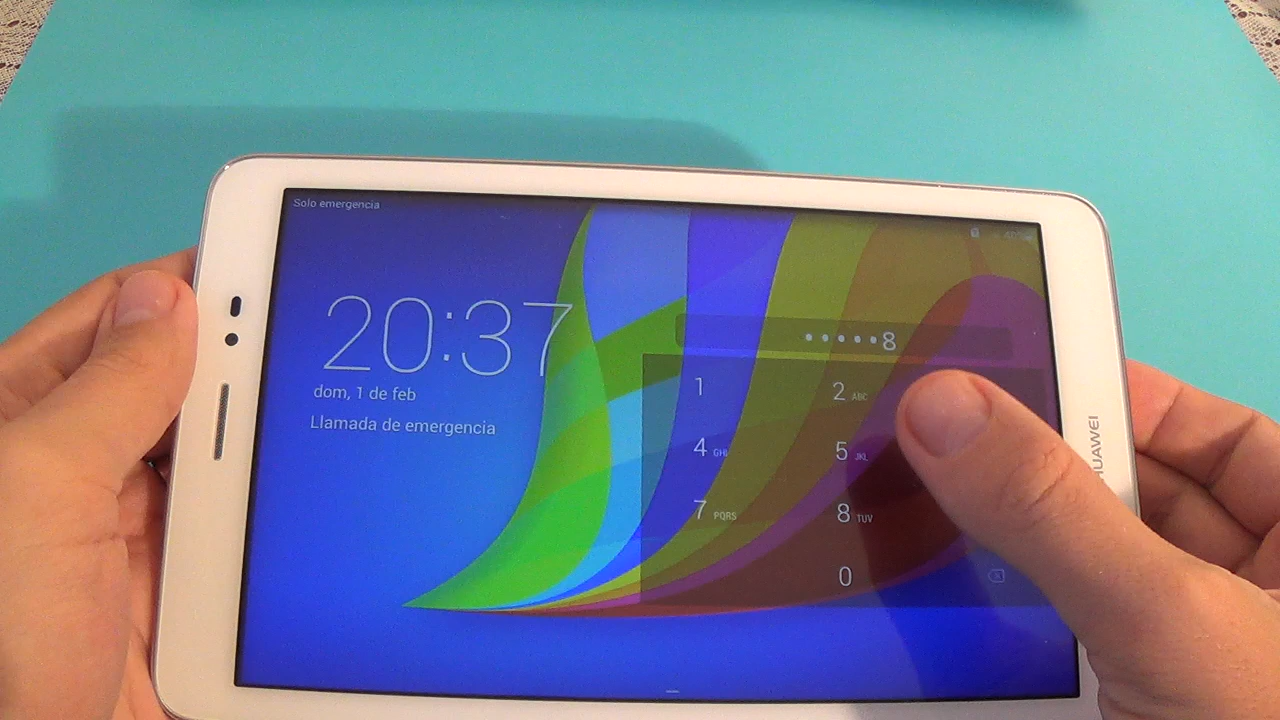 Solo emergencia
20:37
dom, 1 de feb
Llamada de emergencia
•••••8
1
2 ABC
4 GHI
5 JKL
7 PQRS
8 TUV
0
HUAWEI